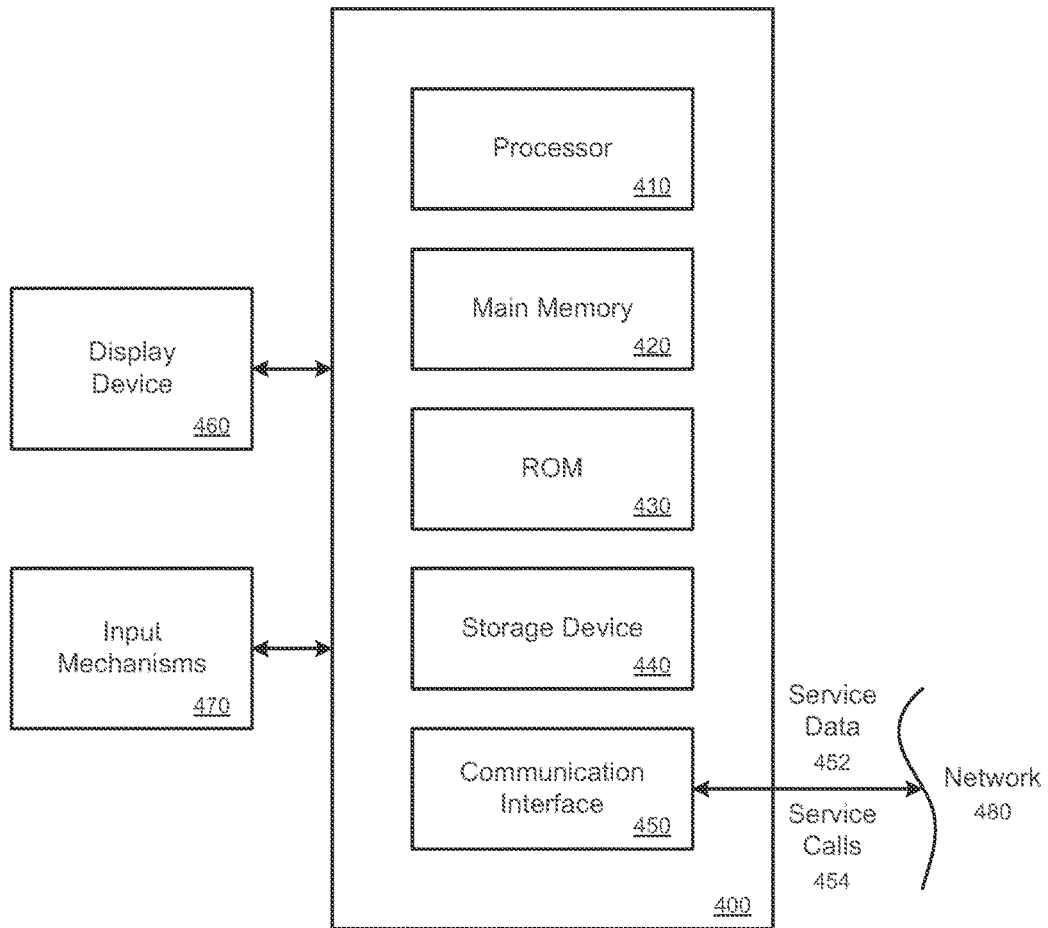 Processor
410
Main Memory
420
Display
Device
460
ROM
430
Input
Mechanisms
470
Storage Device
440
Communication
Interface
450
Service
Data
452
Service
Calls
454
Network
480
400